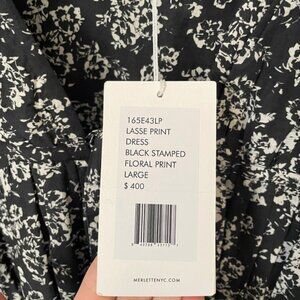 165E43LP
LASSE PRINT
DRESS
BLACK STAMPED
FLORAL PRINT
LARGE
$ 400
MERLETTENYC.COM